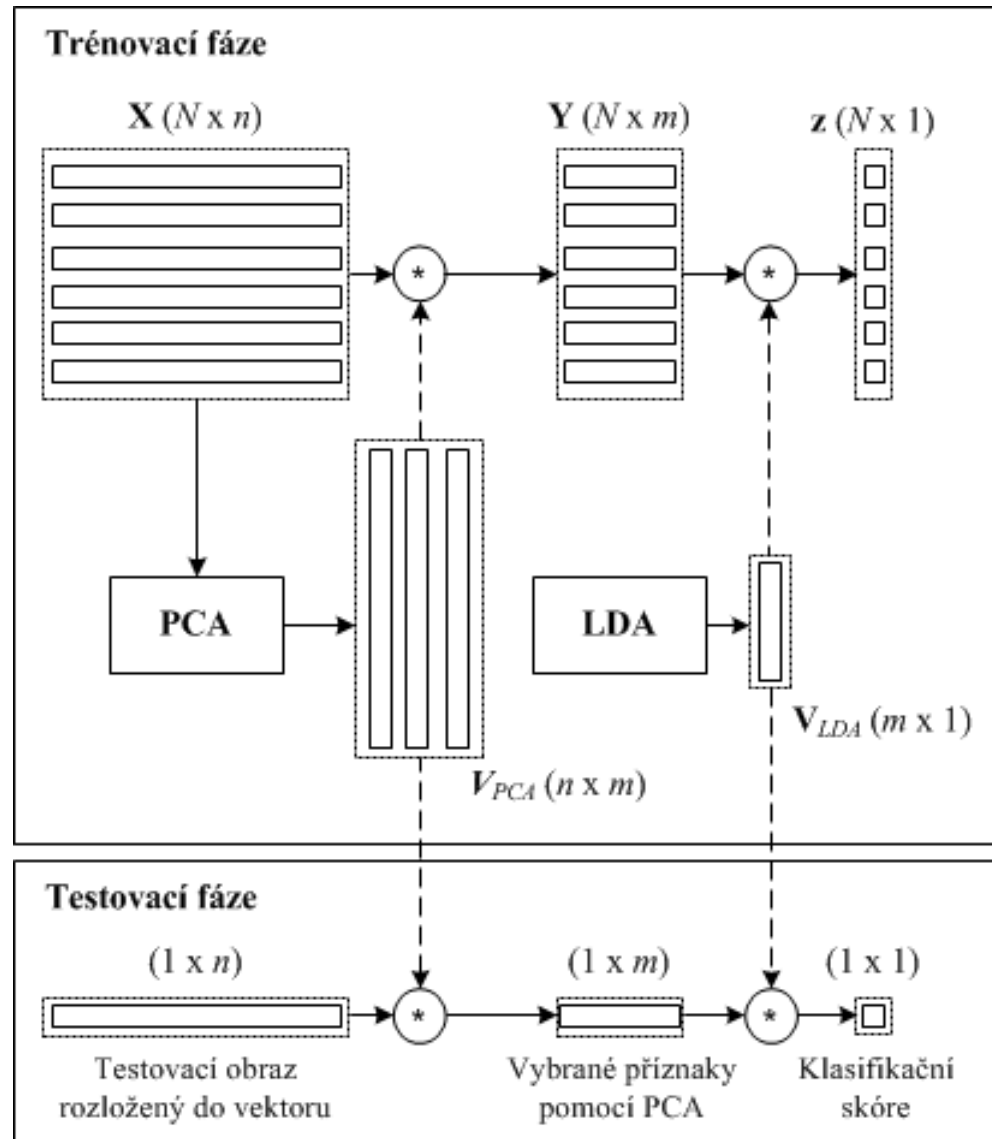 Trénovací fáze
X (N x n)
Y (N x m)
z (N x 1)
*
*
PCA
LDA
V_LDA (m x 1)
V_PCA (n x m)
Testovací fáze
(1 x n)
(1 x m)
(1 x 1)
*
*
Testovací obraz
rozložený do vektoru
Vybrané příznaky
pomocí PCA
Klasifikační
skóre